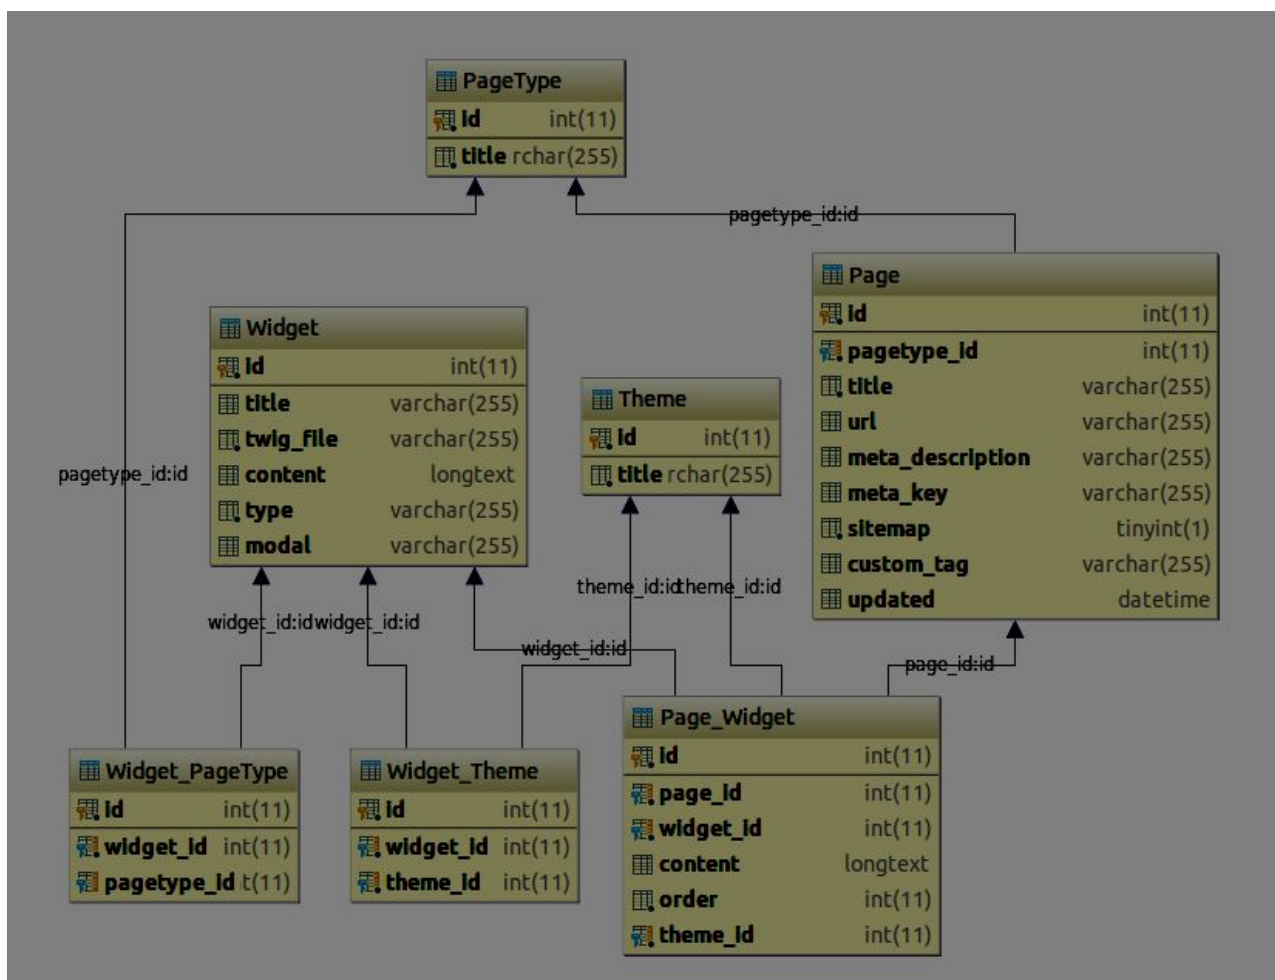 PageType
id int(11)
title rchar(255)
pagetype_id:id
Page
id int(11)
pagetype_id int(11)
title varchar(255)
url varchar(255)
meta_description varchar(255)
meta_key varchar(255)
sitemap tinyint(1)
custom_tag varchar(255)
updated datetime
Widget
id int(11)
title varchar(255)
twig_file varchar(255)
content longtext
type varchar(255)
modal varchar(255)
Theme
id int(11)
title rchar(255)
pagetype_id:id
theme_id:id theme_id:id
widget_id:id widget_id:id
widget_id:id
page_id:id
Widget_PageType
id int(11)
widget_id int(11)
pagetype_id t(11)
Widget_Theme
id int(11)
widget_id int(11)
theme_id int(11)
Page_Widget
id int(11)
page_id int(11)
widget_id int(11)
content longtext
order int(11)
theme_id int(11)